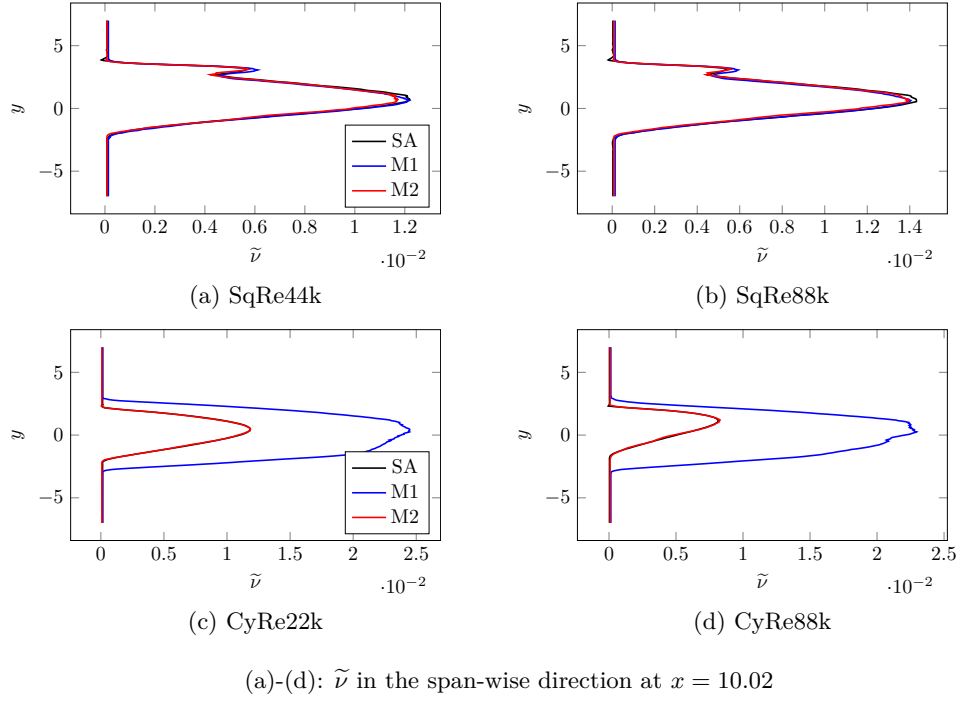 5
0
−5
y
0
0.2
0.4
0.6
0.8
1
1.2
·10−2
ν̃
SA
M1
M2
(a) SqRe44k
5
0
−5
y
0
0.2
0.4
0.6
0.8
1
1.2
1.4
·10−2
ν̃
(b) SqRe88k
5
0
−5
y
0
0.5
1
1.5
2
2.5
·10−2
ν̃
SA
M1
M2
(c) CyRe22k
5
0
−5
y
0
0.5
1
1.5
2
2.5
·10−2
ν̃
(d) CyRe88k
(a)-(d): ν̃ in the span-wise direction at x = 10.02